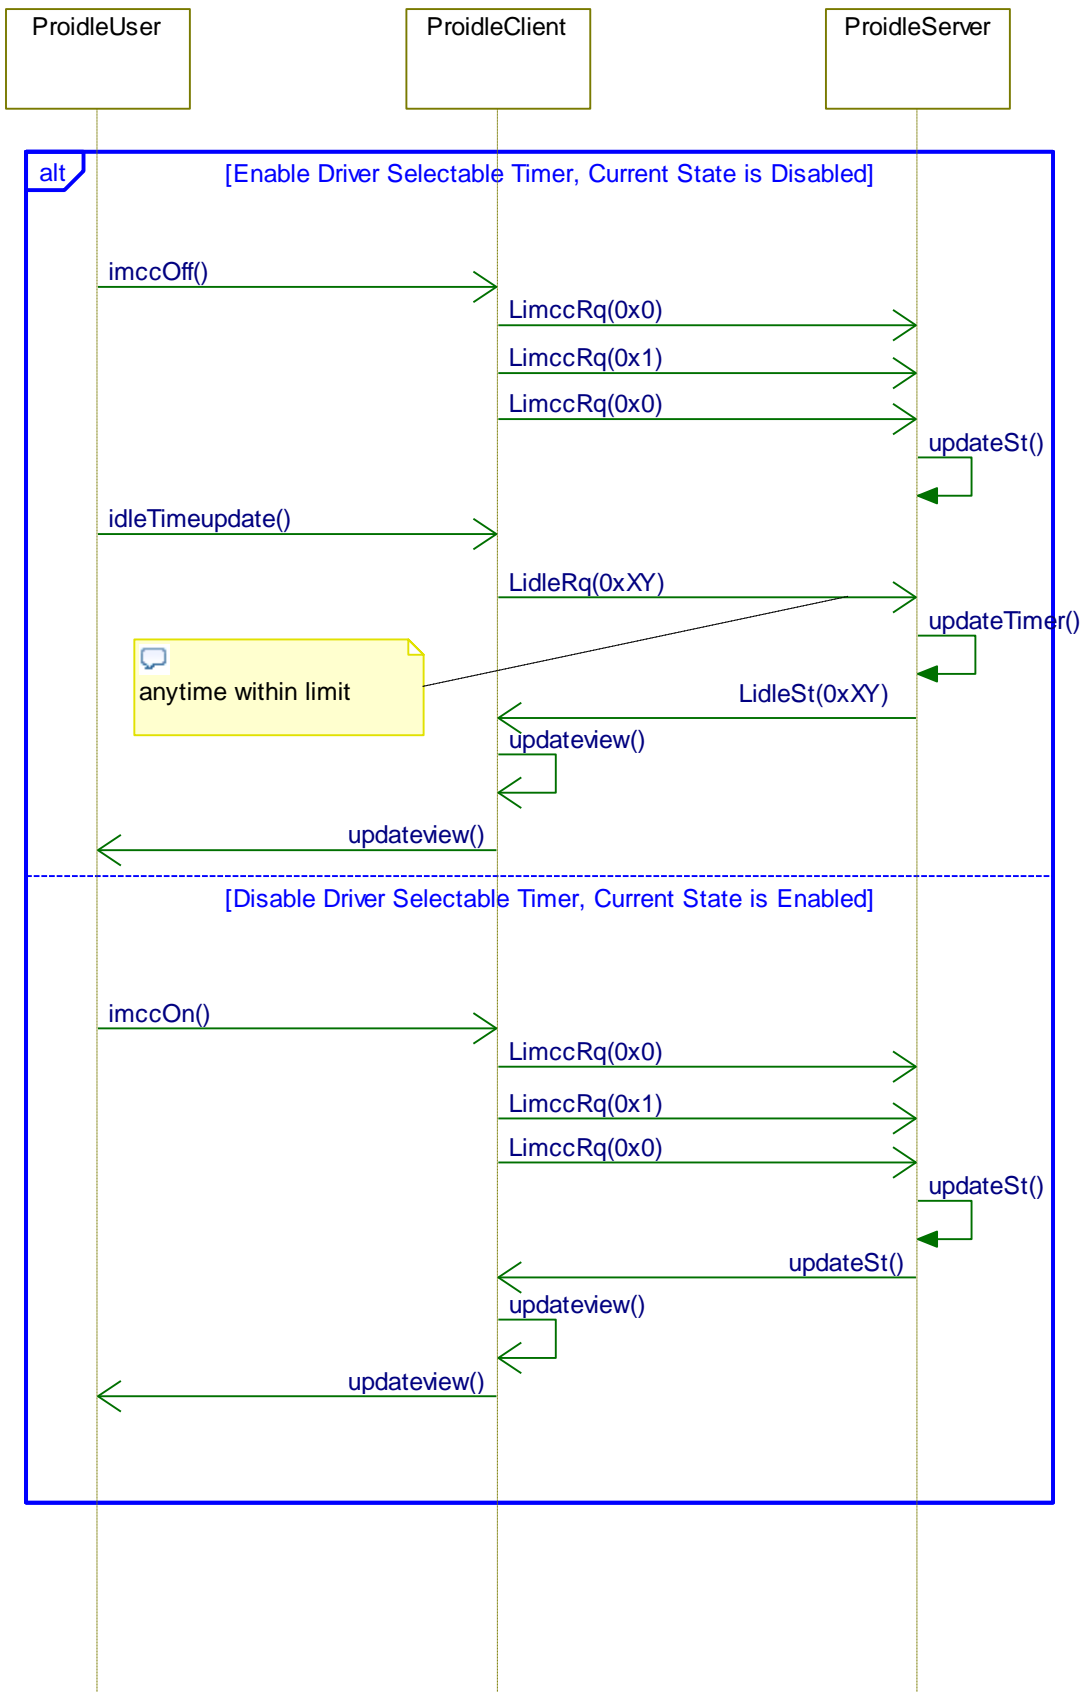 ProidleUser
ProidleClient
ProidleServer
alt
[Enable Driver Selectable Timer, Current State is Disabled]
imccOff()
LimccRq(0x0)
LimccRq(0x1)
LimccRq(0x0)
updateSt()
idleTimeupdate()
LidleRq(0xXY)
updateTimer()
anytime within limit
LidleSt(0xXY)
updateview()
updateview()
[Disable Driver Selectable Timer, Current State is Enabled]
imccOn()
LimccRq(0x0)
LimccRq(0x1)
LimccRq(0x0)
updateSt()
updateSt()
updateview()
updateview()